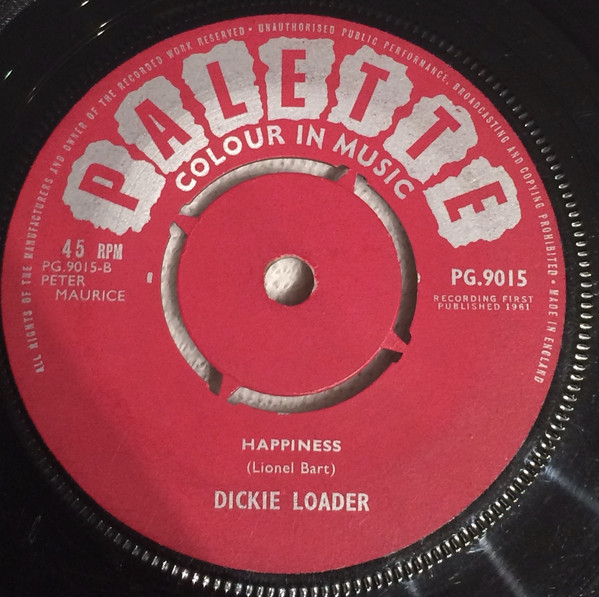 ALL RIGHTS OF THE MANUFACTURERS AND OWNER OF THE RECORDED WORK RESERVED • UNAUTHORISED PUBLIC PERFORMANCE, BROADCASTING AND COPYING PROHIBITED • MADE IN ENGLAND
PALETTE
COLOUR IN MUSIC
45 RPM
PG.9015-B
PETER
MAURICE
PG.9015
RECORDING FIRST
PUBLISHED 1961
HAPPINESS
(Lionel Bart)
DICKIE LOADER